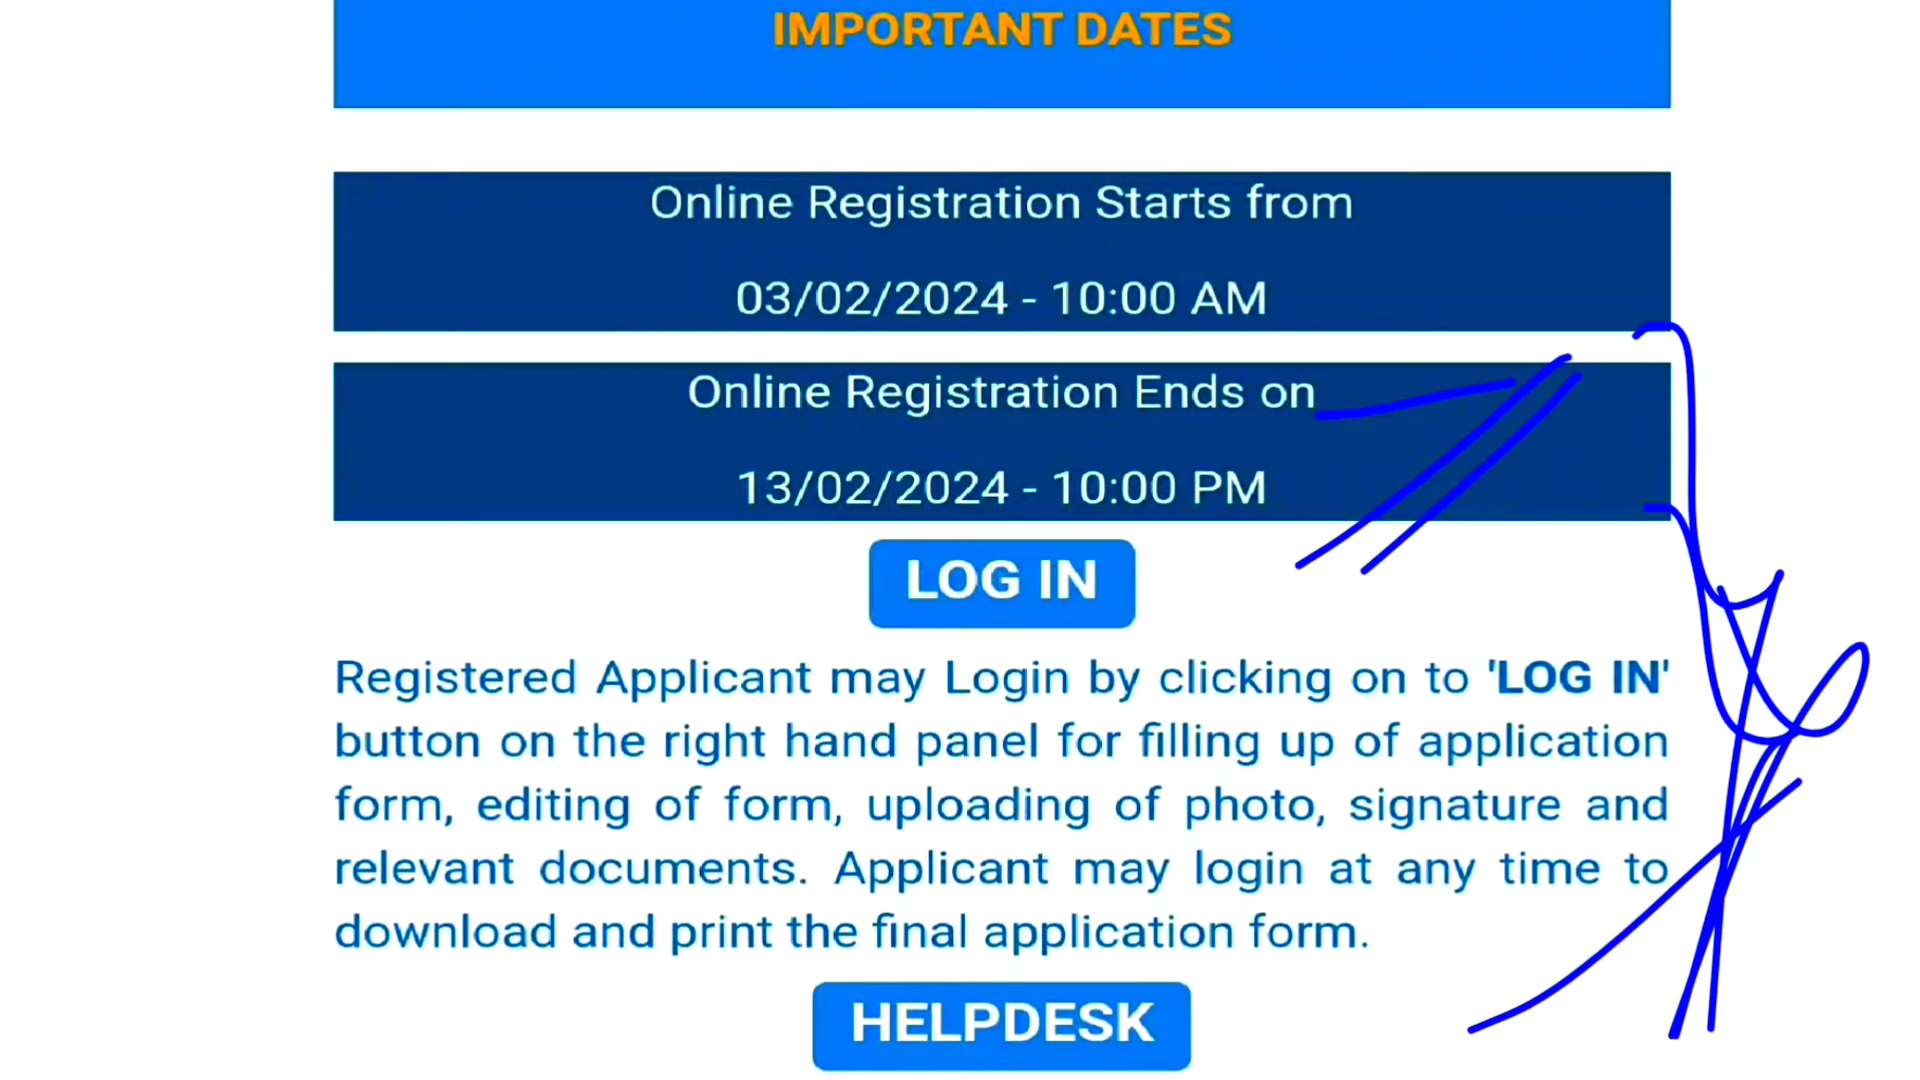 IMPORTANT DATES
Online Registration Starts from
03/02/2024 - 10:00 AM
Online Registration Ends on
13/02/2024 - 10:00 PM
LOG IN
Registered Applicant may Login by clicking on to 'LOG IN'
button on the right hand panel for filling up of application
form, editing of form, uploading of photo, signature and
relevant documents. Applicant may login at any time to
download and print the final application form.
HELPDESK